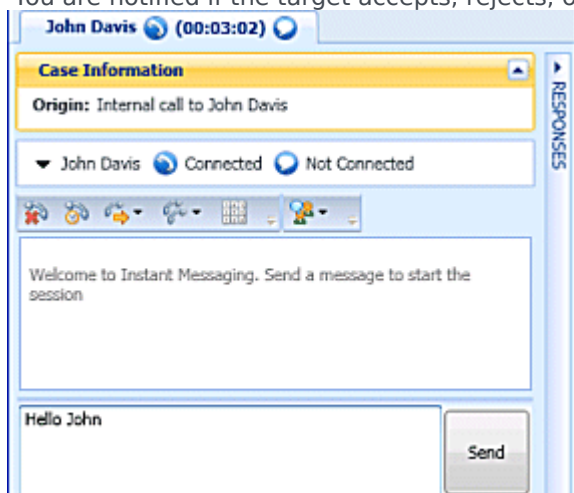 You are notified if the target accepts, rejects, o
John Davis (00:03:02)
Case Information
Origin: Internal call to John Davis
RESPONSES
John Davis Connected Not Connected
Welcome to Instant Messaging. Send a message to start the
session
Hello John
Send